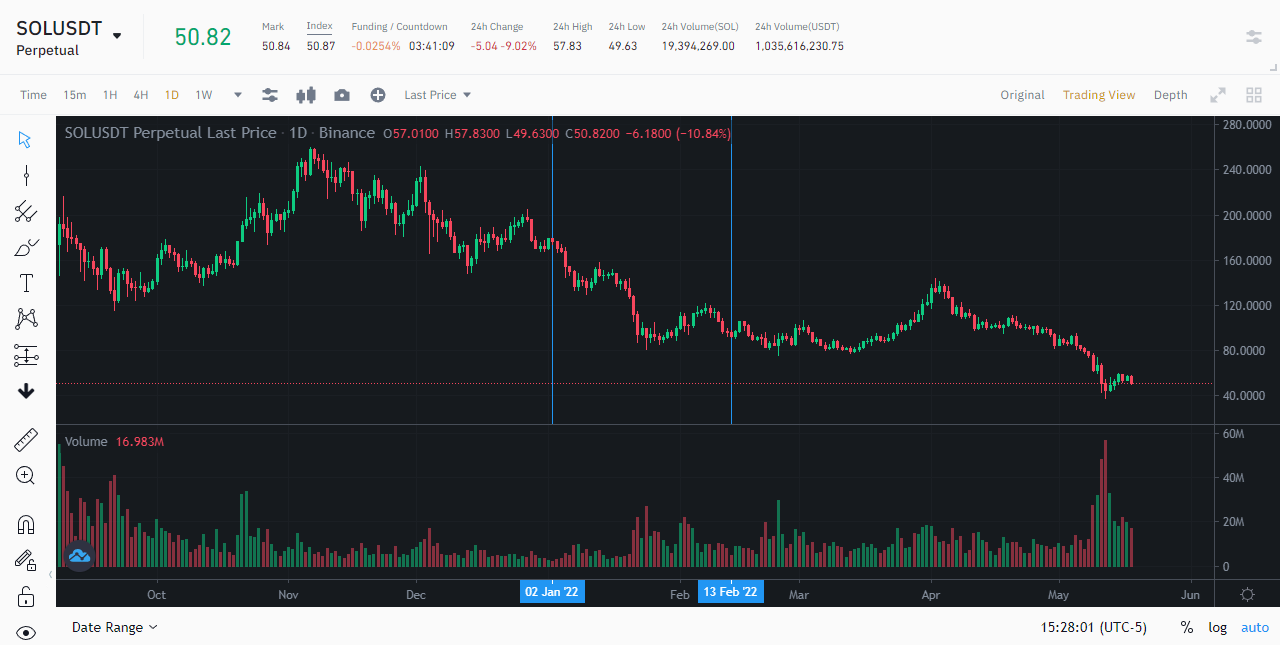 SOLUSDT
Perpetual
50.82
Mark Index Funding / Countdown 24h Change 24h High 24h Low 24h Volume(SOL) 24h Volume(USDT)
50.84 50.87 -0.0254% 03:41:09 -5.04 -9.02% 57.83 49.63 19,394,269.00 1,035,616,230.75
Time 15m 1H 4H 1D 1W Last Price Original Trading View Depth
SOLUSDT Perpetual Last Price · 1D · Binance O57.0100 H57.8300 L49.6300 C50.8200 −6.1800 (−10.84%)
280.0000
240.0000
200.0000
160.0000
120.0000
80.0000
40.0000
Volume 16.983M
60M
40M
20M
0
Oct Nov Dec 02 Jan '22 Feb 13 Feb '22 Mar Apr May Jun
Date Range 15:28:01 (UTC-5) % log auto